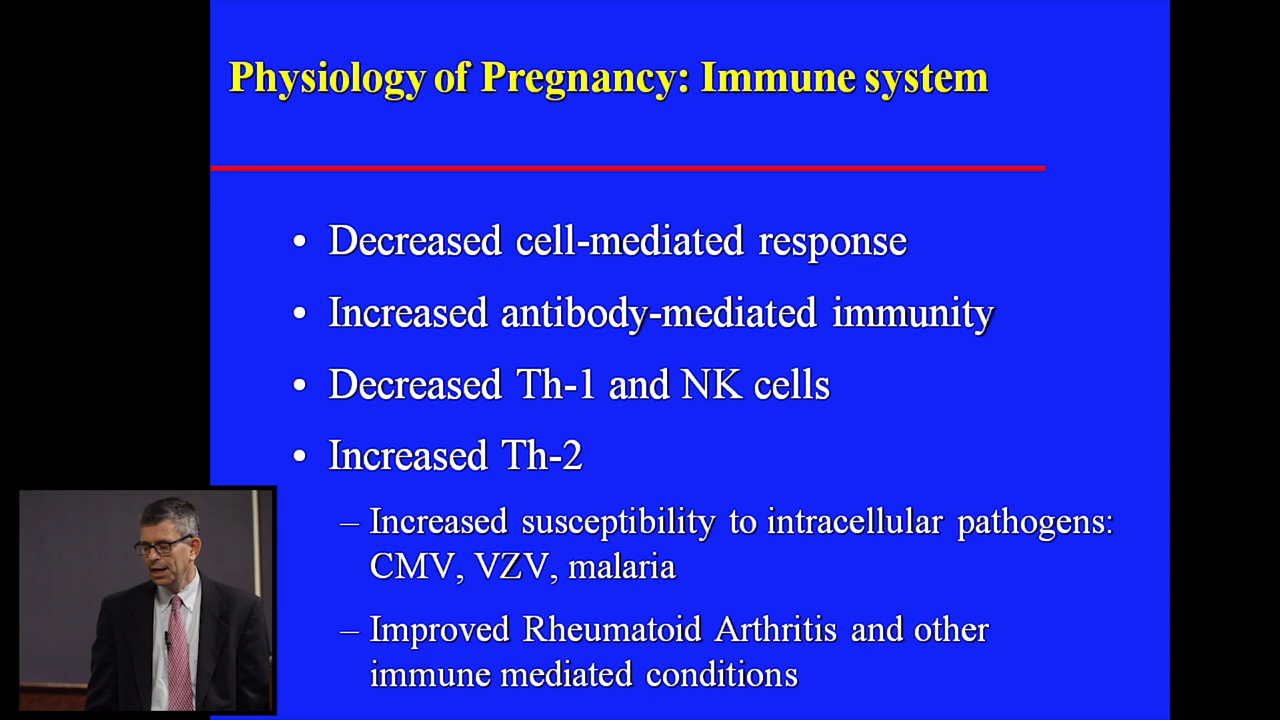 Physiology of Pregnancy: Immune system
• Decreased cell-mediated response
• Increased antibody-mediated immunity
• Decreased Th-1 and NK cells
• Increased Th-2
– Increased susceptibility to intracellular pathogens:
CMV, VZV, malaria
– Improved Rheumatoid Arthritis and other
immune mediated conditions